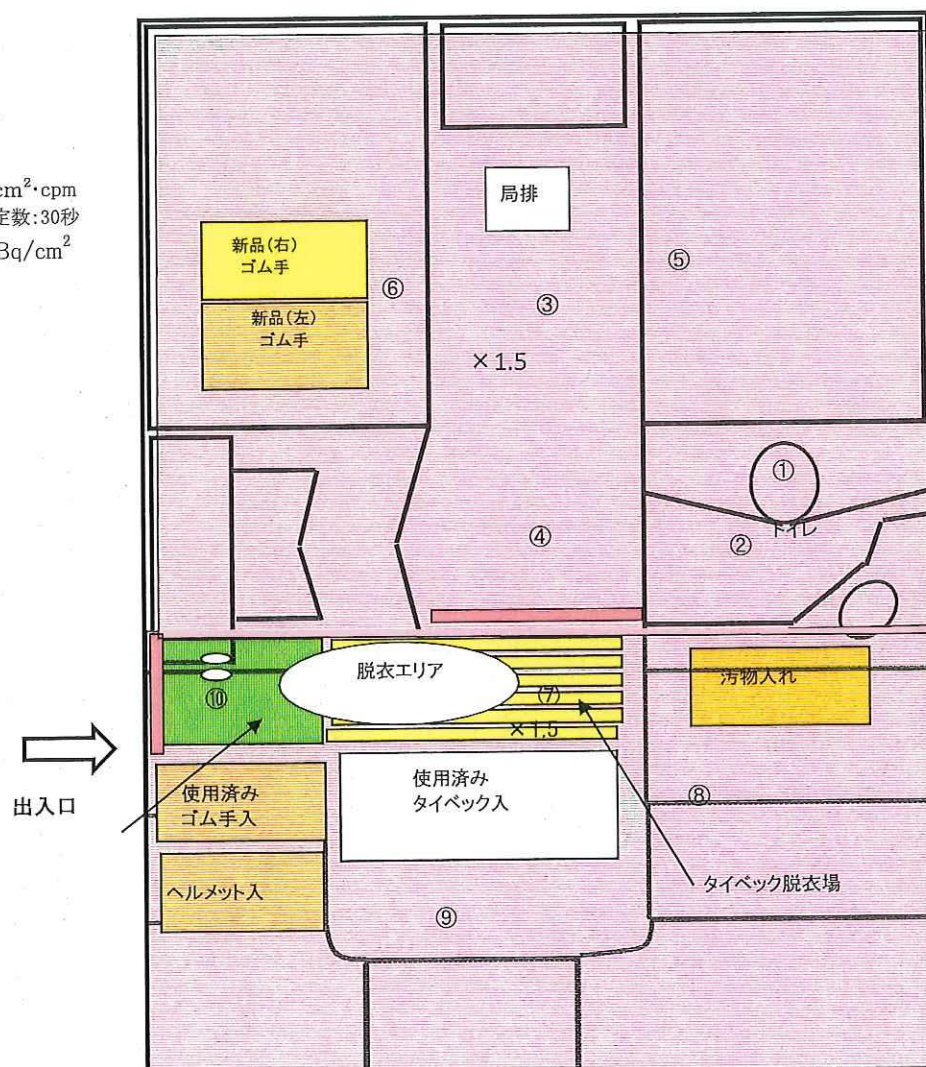 cm²・cpm
定数:30秒
Bq/cm²
局排
新品(右)
ゴム手
新品(左)
ゴム手
⑥
③
⑤
×1.5
①
トイレ
④
②
脱衣エリア
汚物入れ
⑩
(7)
×1.5
出入口
使用済み
ゴム手入
使用済み
タイベック入
⑧
ヘルメット入
タイベック脱衣場
⑨